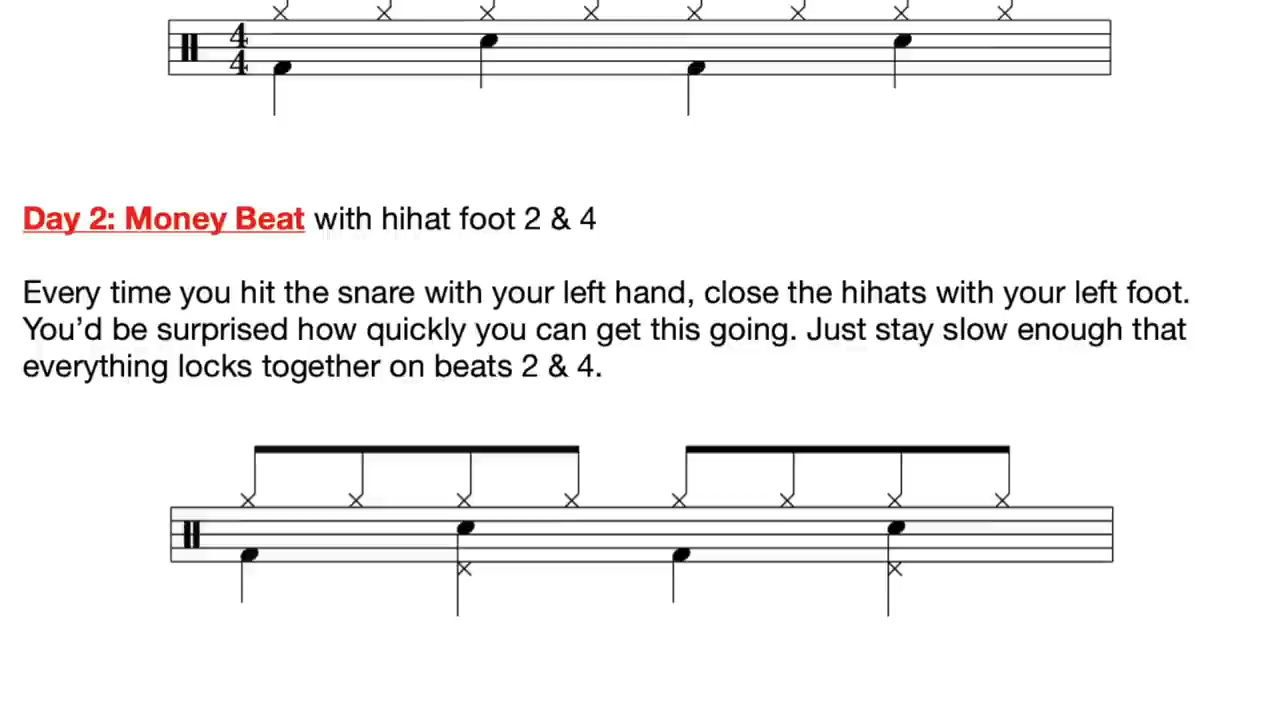 4
4
Day 2: Money Beat with hihat foot 2 & 4
Every time you hit the snare with your left hand, close the hihats with your left foot.
You’d be surprised how quickly you can get this going. Just stay slow enough that
everything locks together on beats 2 & 4.